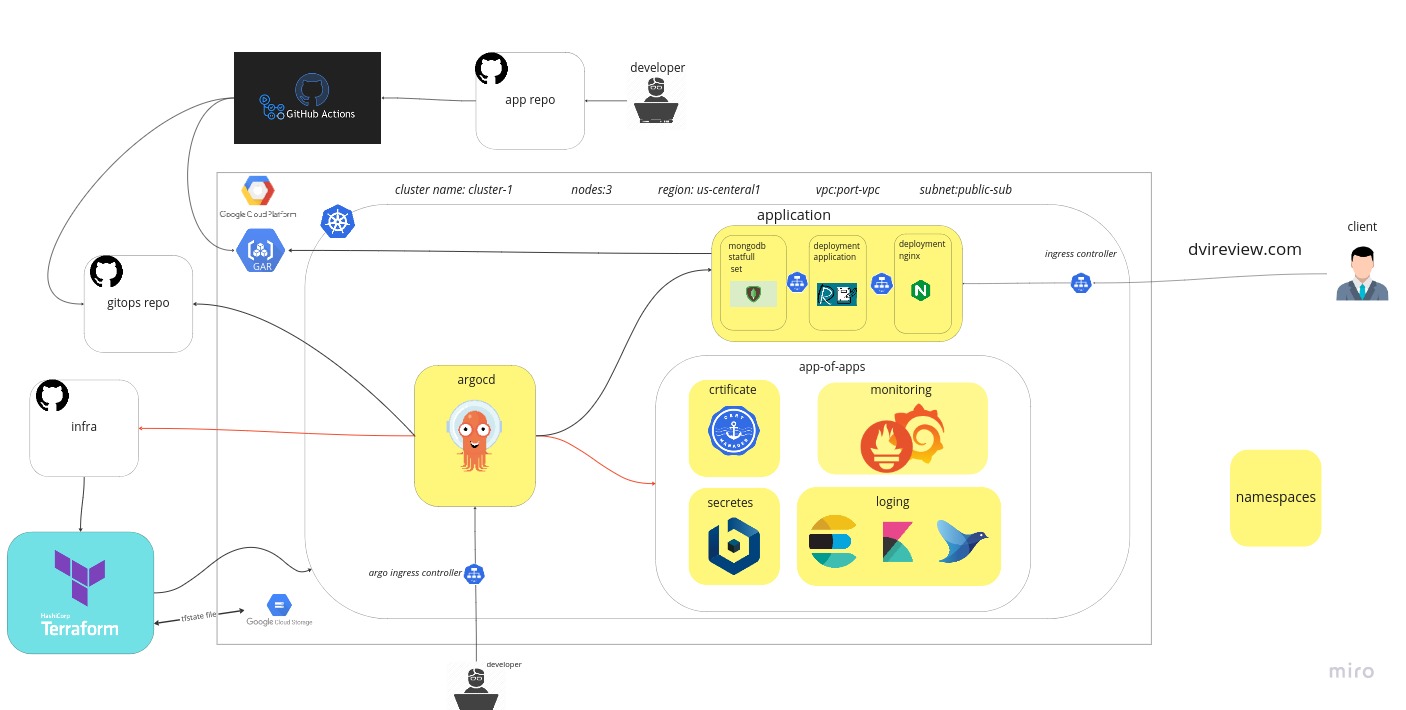 developer
GitHub Actions
app repo
Google Cloud Platform
cluster name: cluster-1
nodes:3
region: us-centeral1
vpc:port-vpc
subnet:public-sub
application
mongodb
statfull
set
deployment
application
deployment
nginx
GAR
ingress controller
dvireview.com
client
gitops repo
argocd
app-of-apps
crtificate
CERT
MANAGER
monitoring
infra
secretes
loging
namespaces
argo ingress controller
HashiCorp
Terraform
tfstate file
Google Cloud Storage
developer
miro